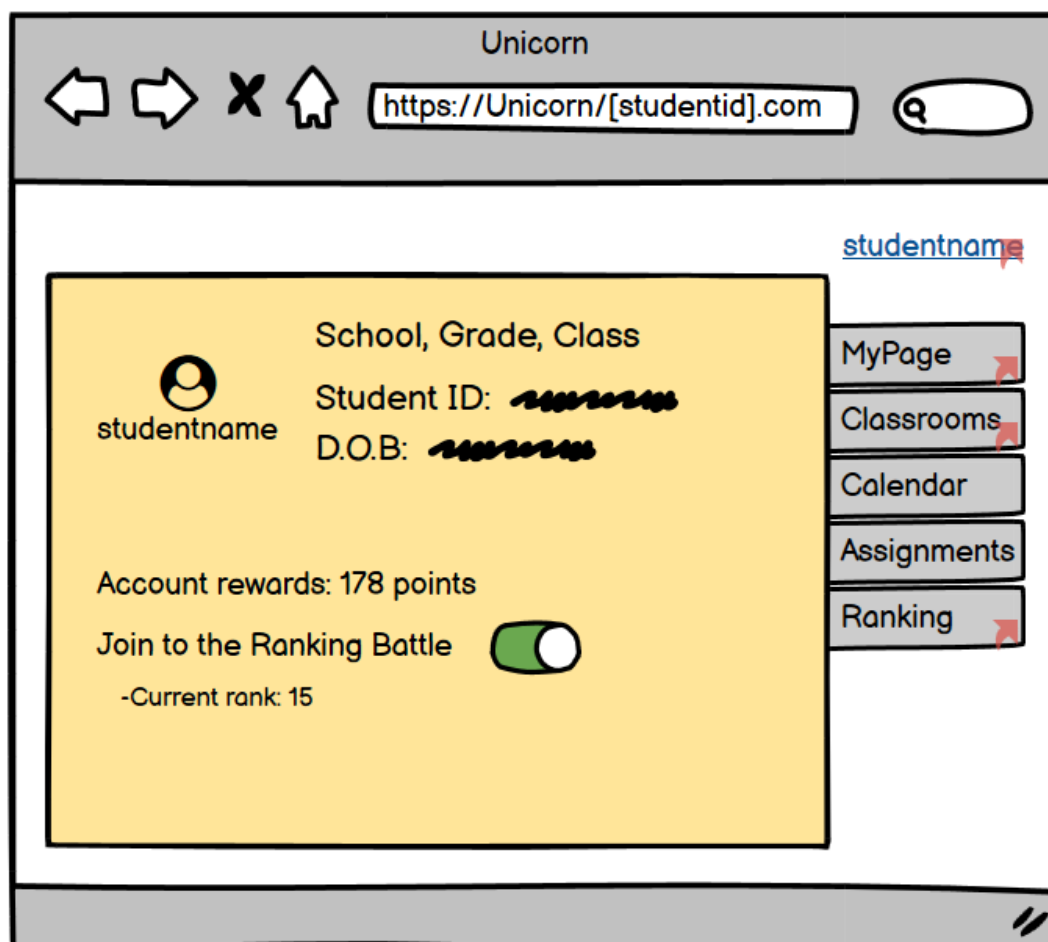 Unicorn
https://Unicorn/[studentid].com
studentname
School, Grade, Class
Student ID:
studentname
D.O.B:
Account rewards: 178 points
Join to the Ranking Battle
-Current rank: 15
MyPage
Classrooms
Calendar
Assignments
Ranking